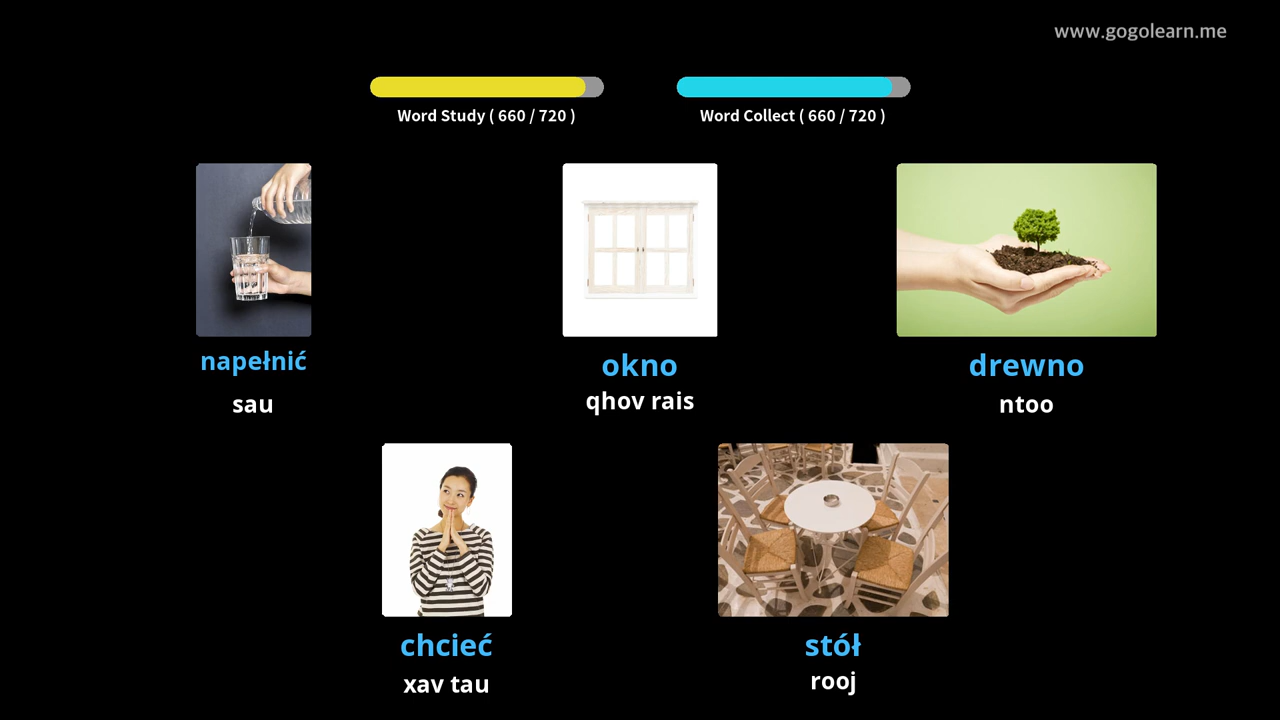 www.gogolearn.me
Word Study ( 660 / 720 )
Word Collect ( 660 / 720 )
napełnić
sau
okno
qhov rais
drewno
ntoo
chcieć
xav tau
stół
rooj